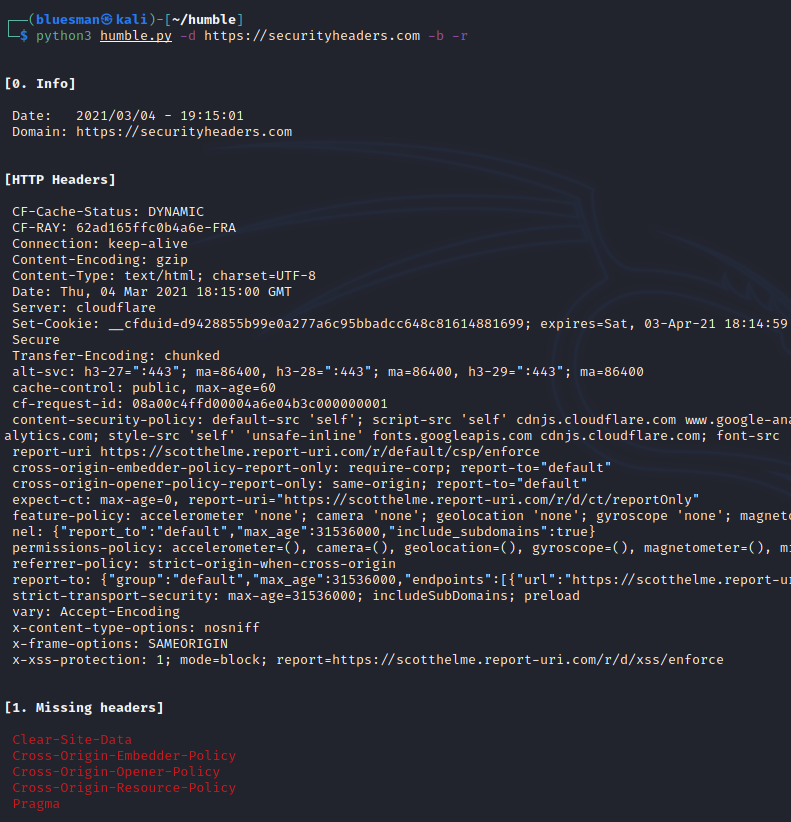 ┌──(bluesman㉿kali)-[~/humble]
└─$ python3 humble.py -d https://securityheaders.com -b -r
[0. Info]
Date:   2021/03/04 - 19:15:01
Domain: https://securityheaders.com
[HTTP Headers]
CF-Cache-Status: DYNAMIC
CF-RAY: 62ad165ffc0b4a6e-FRA
Connection: keep-alive
Content-Encoding: gzip
Content-Type: text/html; charset=UTF-8
Date: Thu, 04 Mar 2021 18:15:00 GMT
Server: cloudflare
Set-Cookie: __cfduid=d9428855b99e0a277a6c95bbadcc648c81614881699; expires=Sat, 03-Apr-21 18:14:59
Secure
Transfer-Encoding: chunked
alt-svc: h3-27=":443"; ma=86400, h3-28=":443"; ma=86400, h3-29=":443"; ma=86400
cache-control: public, max-age=60
cf-request-id: 08a00c4ffd00004a6e04b3c000000001
content-security-policy: default-src 'self'; script-src 'self' cdnjs.cloudflare.com www.google-ana
alytics.com; style-src 'self' 'unsafe-inline' fonts.googleapis.com cdnjs.cloudflare.com; font-src
report-uri https://scotthelme.report-uri.com/r/default/csp/enforce
cross-origin-embedder-policy-report-only: require-corp; report-to="default"
cross-origin-opener-policy-report-only: same-origin; report-to="default"
expect-ct: max-age=0, report-uri="https://scotthelme.report-uri.com/r/d/ct/reportOnly"
feature-policy: accelerometer 'none'; camera 'none'; geolocation 'none'; gyroscope 'none'; magneto
nel: {"report_to":"default","max_age":31536000,"include_subdomains":true}
permissions-policy: accelerometer=(), camera=(), geolocation=(), gyroscope=(), magnetometer=(), mi
referrer-policy: strict-origin-when-cross-origin
report-to: {"group":"default","max_age":31536000,"endpoints":[{"url":"https://scotthelme.report-ur
strict-transport-security: max-age=31536000; includeSubDomains; preload
vary: Accept-Encoding
x-content-type-options: nosniff
x-frame-options: SAMEORIGIN
x-xss-protection: 1; mode=block; report=https://scotthelme.report-uri.com/r/d/xss/enforce
[1. Missing headers]
Clear-Site-Data
Cross-Origin-Embedder-Policy
Cross-Origin-Opener-Policy
Cross-Origin-Resource-Policy
Pragma